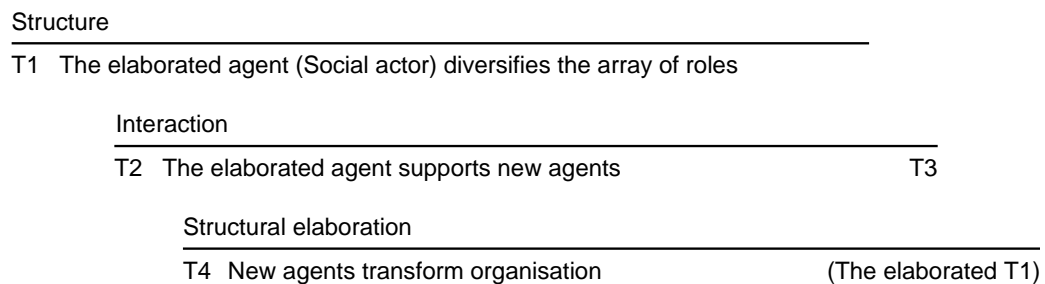 Structure
T1 The elaborated agent (Social actor) diversifies the array of roles
Interaction
T2 The elaborated agent supports new agents T3
Structural elaboration
T4 New agents transform organisation (The elaborated T1)